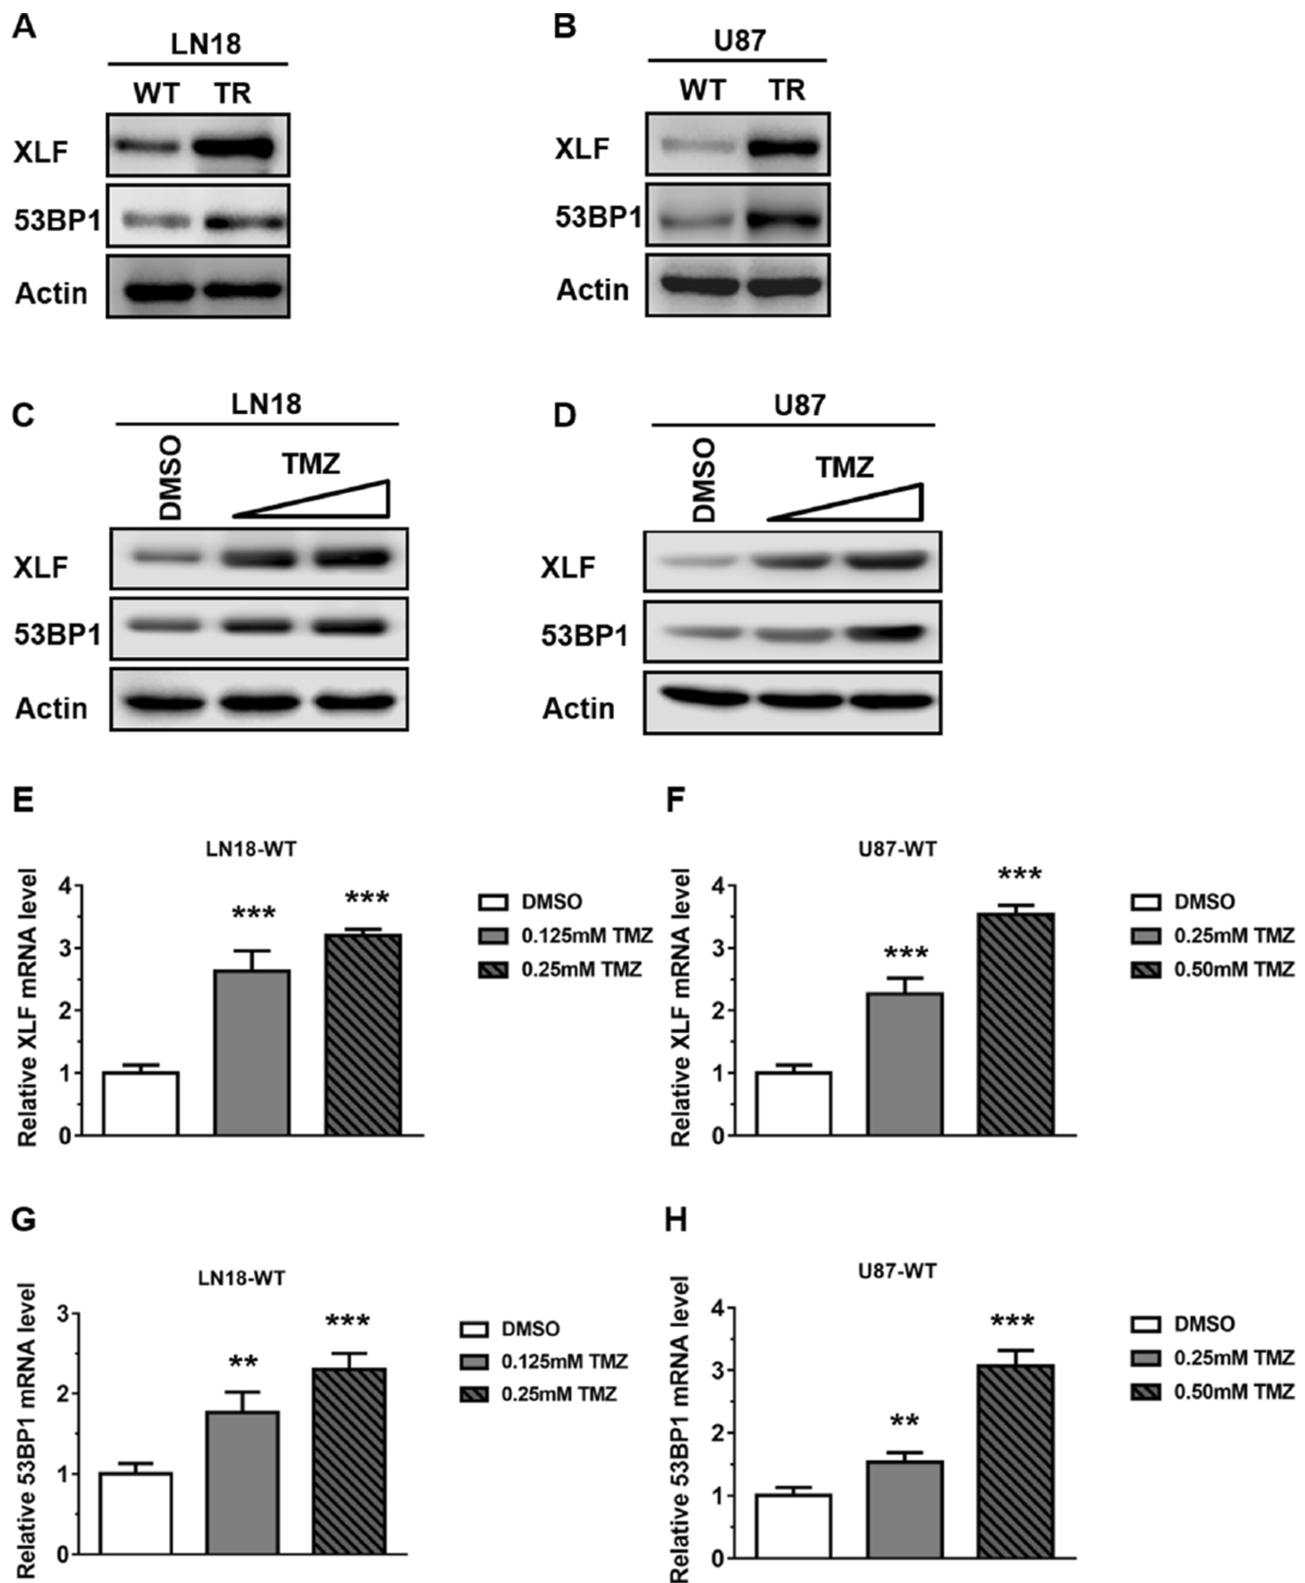 A
LN18
WT TR
XLF
53BP1
Actin
B
U87
WT TR
XLF
53BP1
Actin
C
LN18
DMSO
TMZ
XLF
53BP1
Actin
D
U87
DMSO
TMZ
XLF
53BP1
Actin
E
LN18-WT
Relative XLF mRNA level
4
3
2
1
0
***
***
DMSO
0.125mM TMZ
0.25mM TMZ
F
U87-WT
Relative XLF mRNA level
4
3
2
1
0
***
***
DMSO
0.25mM TMZ
0.50mM TMZ
G
LN18-WT
Relative 53BP1 mRNA level
3
2
1
0
**
***
DMSO
0.125mM TMZ
0.25mM TMZ
H
U87-WT
Relative 53BP1 mRNA level
4
3
2
1
0
**
***
DMSO
0.25mM TMZ
0.50mM TMZ